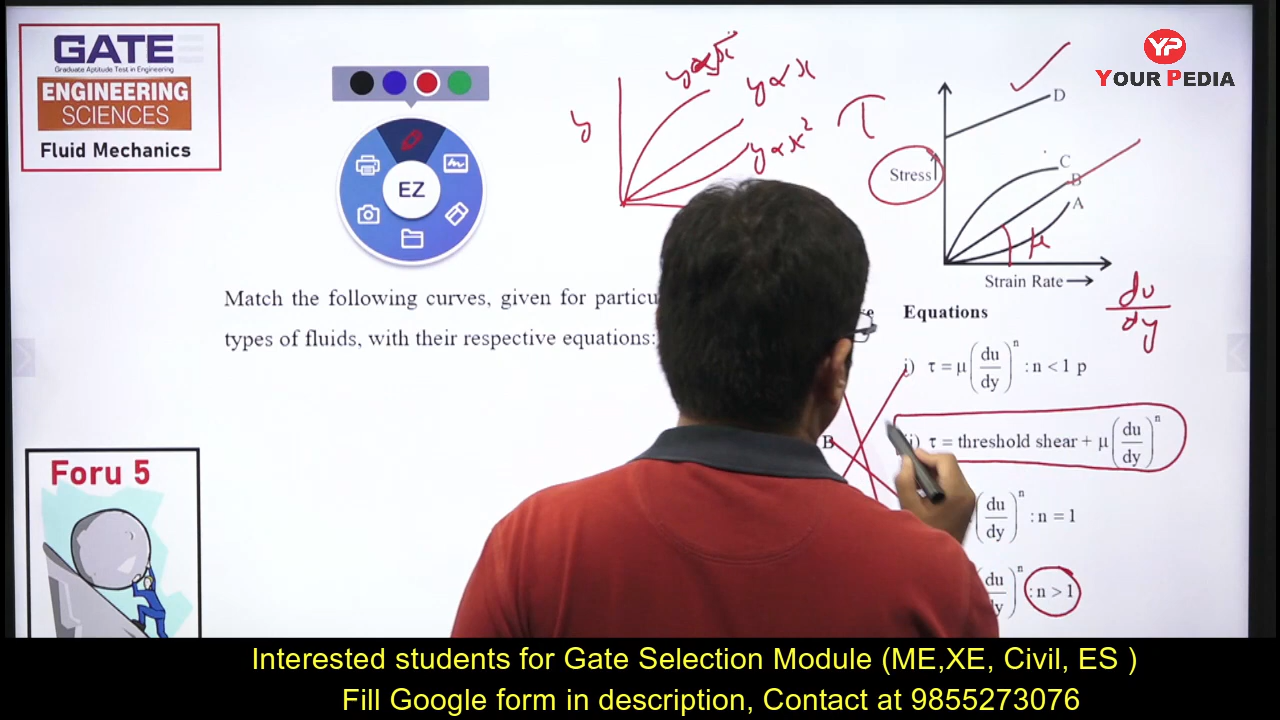 GATE
Graduate Aptitude Test in Engineering
ENGINEERING
SCIENCES
Fluid Mechanics
EZ
y ∝ √x
y ∝ x
y ∝ x²
y
τ
YP
YOUR PEDIA
D
C
B
A
Stress
μ
Strain Rate
du
dy
Match the following curves, given for
types of fluids, with their respective equations:
Equations
i) τ = μ (du/dy)ⁿ : n < 1 p
τ = threshold shear + μ (du/dy)ⁿ
B
(du/dy)ⁿ : n = 1
(du/dy)ⁿ : n > 1
Foru 5
Interested students for Gate Selection Module (ME,XE, Civil, ES )
Fill Google form in description, Contact at 9855273076